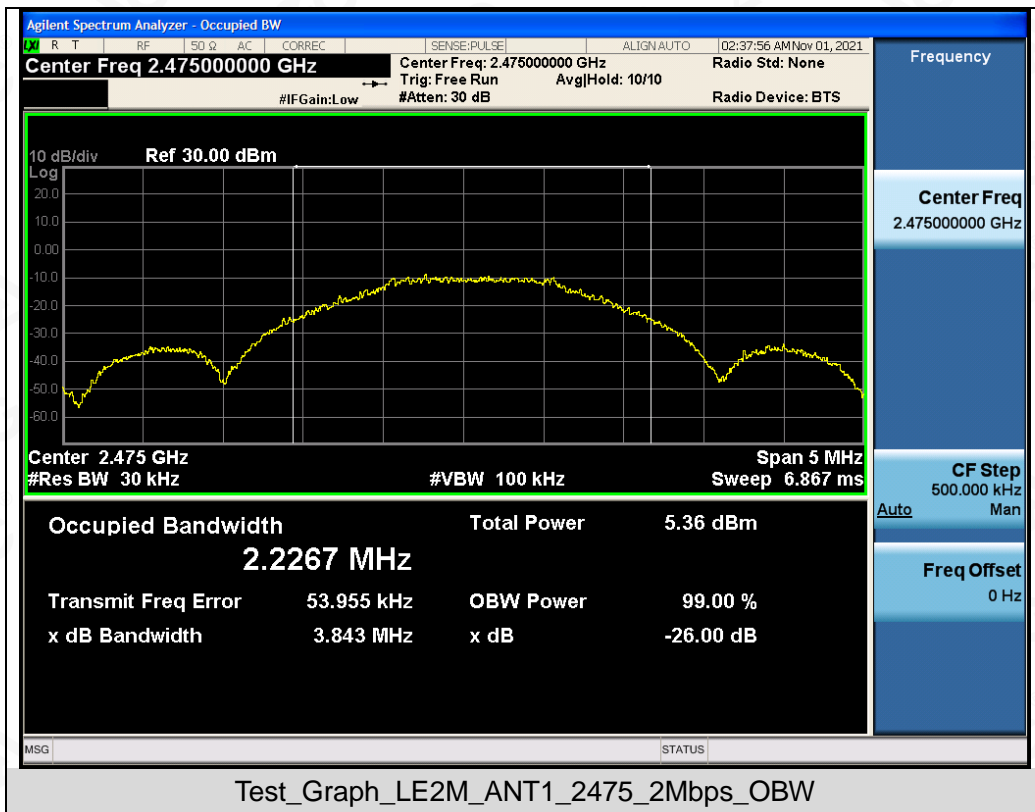 Agilent Spectrum Analyzer - Occupied BW
LXI R T RF 50 Ω AC CORREC SENSE:PULSE ALIGN AUTO 02:37:56 AM Nov 01, 2021
Center Freq 2.475000000 GHz
Center Freq: 2.475000000 GHz
Radio Std: None
Trig: Free Run Avg|Hold: 10/10
#IFGain:Low #Atten: 30 dB Radio Device: BTS
10 dB/div Ref 30.00 dBm
Log
20.0
10.0
0.00
-10.0
-20.0
-30.0
-40.0
-50.0
-60.0
Center 2.475 GHz Span 5 MHz
#Res BW 30 kHz #VBW 100 kHz Sweep 6.867 ms
Occupied Bandwidth Total Power 5.36 dBm
2.2267 MHz
Transmit Freq Error 53.955 kHz OBW Power 99.00 %
x dB Bandwidth 3.843 MHz x dB -26.00 dB
MSG STATUS
Frequency
Center Freq
2.475000000 GHz
CF Step
500.000 kHz
Auto Man
Freq Offset
0 Hz
Test_Graph_LE2M_ANT1_2475_2Mbps_OBW